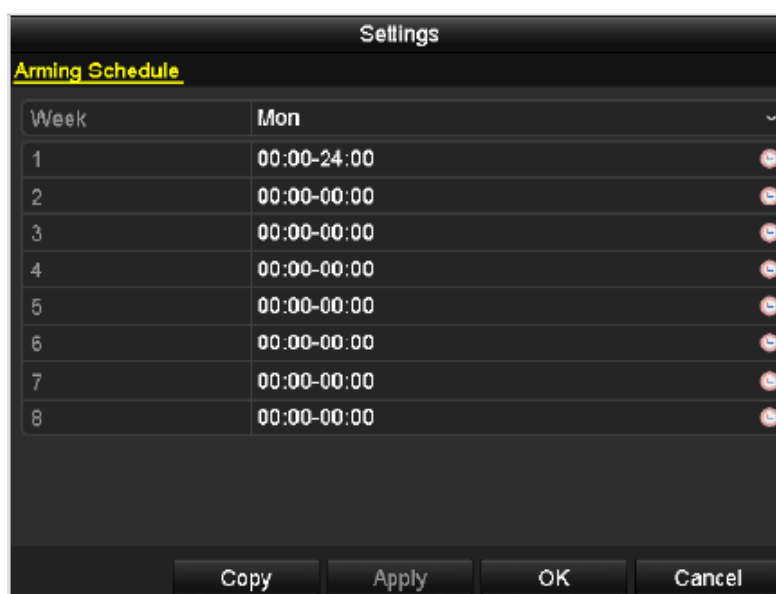 Settings
Arming Schedule
Week Mon
1 00:00-24:00
2 00:00-00:00
3 00:00-00:00
4 00:00-00:00
5 00:00-00:00
6 00:00-00:00
7 00:00-00:00
8 00:00-00:00
Copy Apply OK Cancel